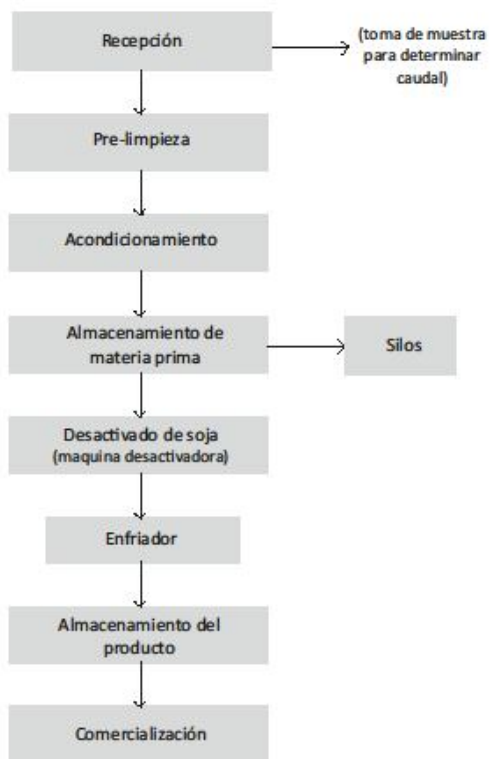 Recepción
(toma de muestra
para determinar
caudal)
Pre-limpieza
Acondicionamiento
Almacenamiento de
materia prima
Silos
Desactivado de soja
(maquina desactivadora)
Enfriador
Almacenamiento del
producto
Comercialización